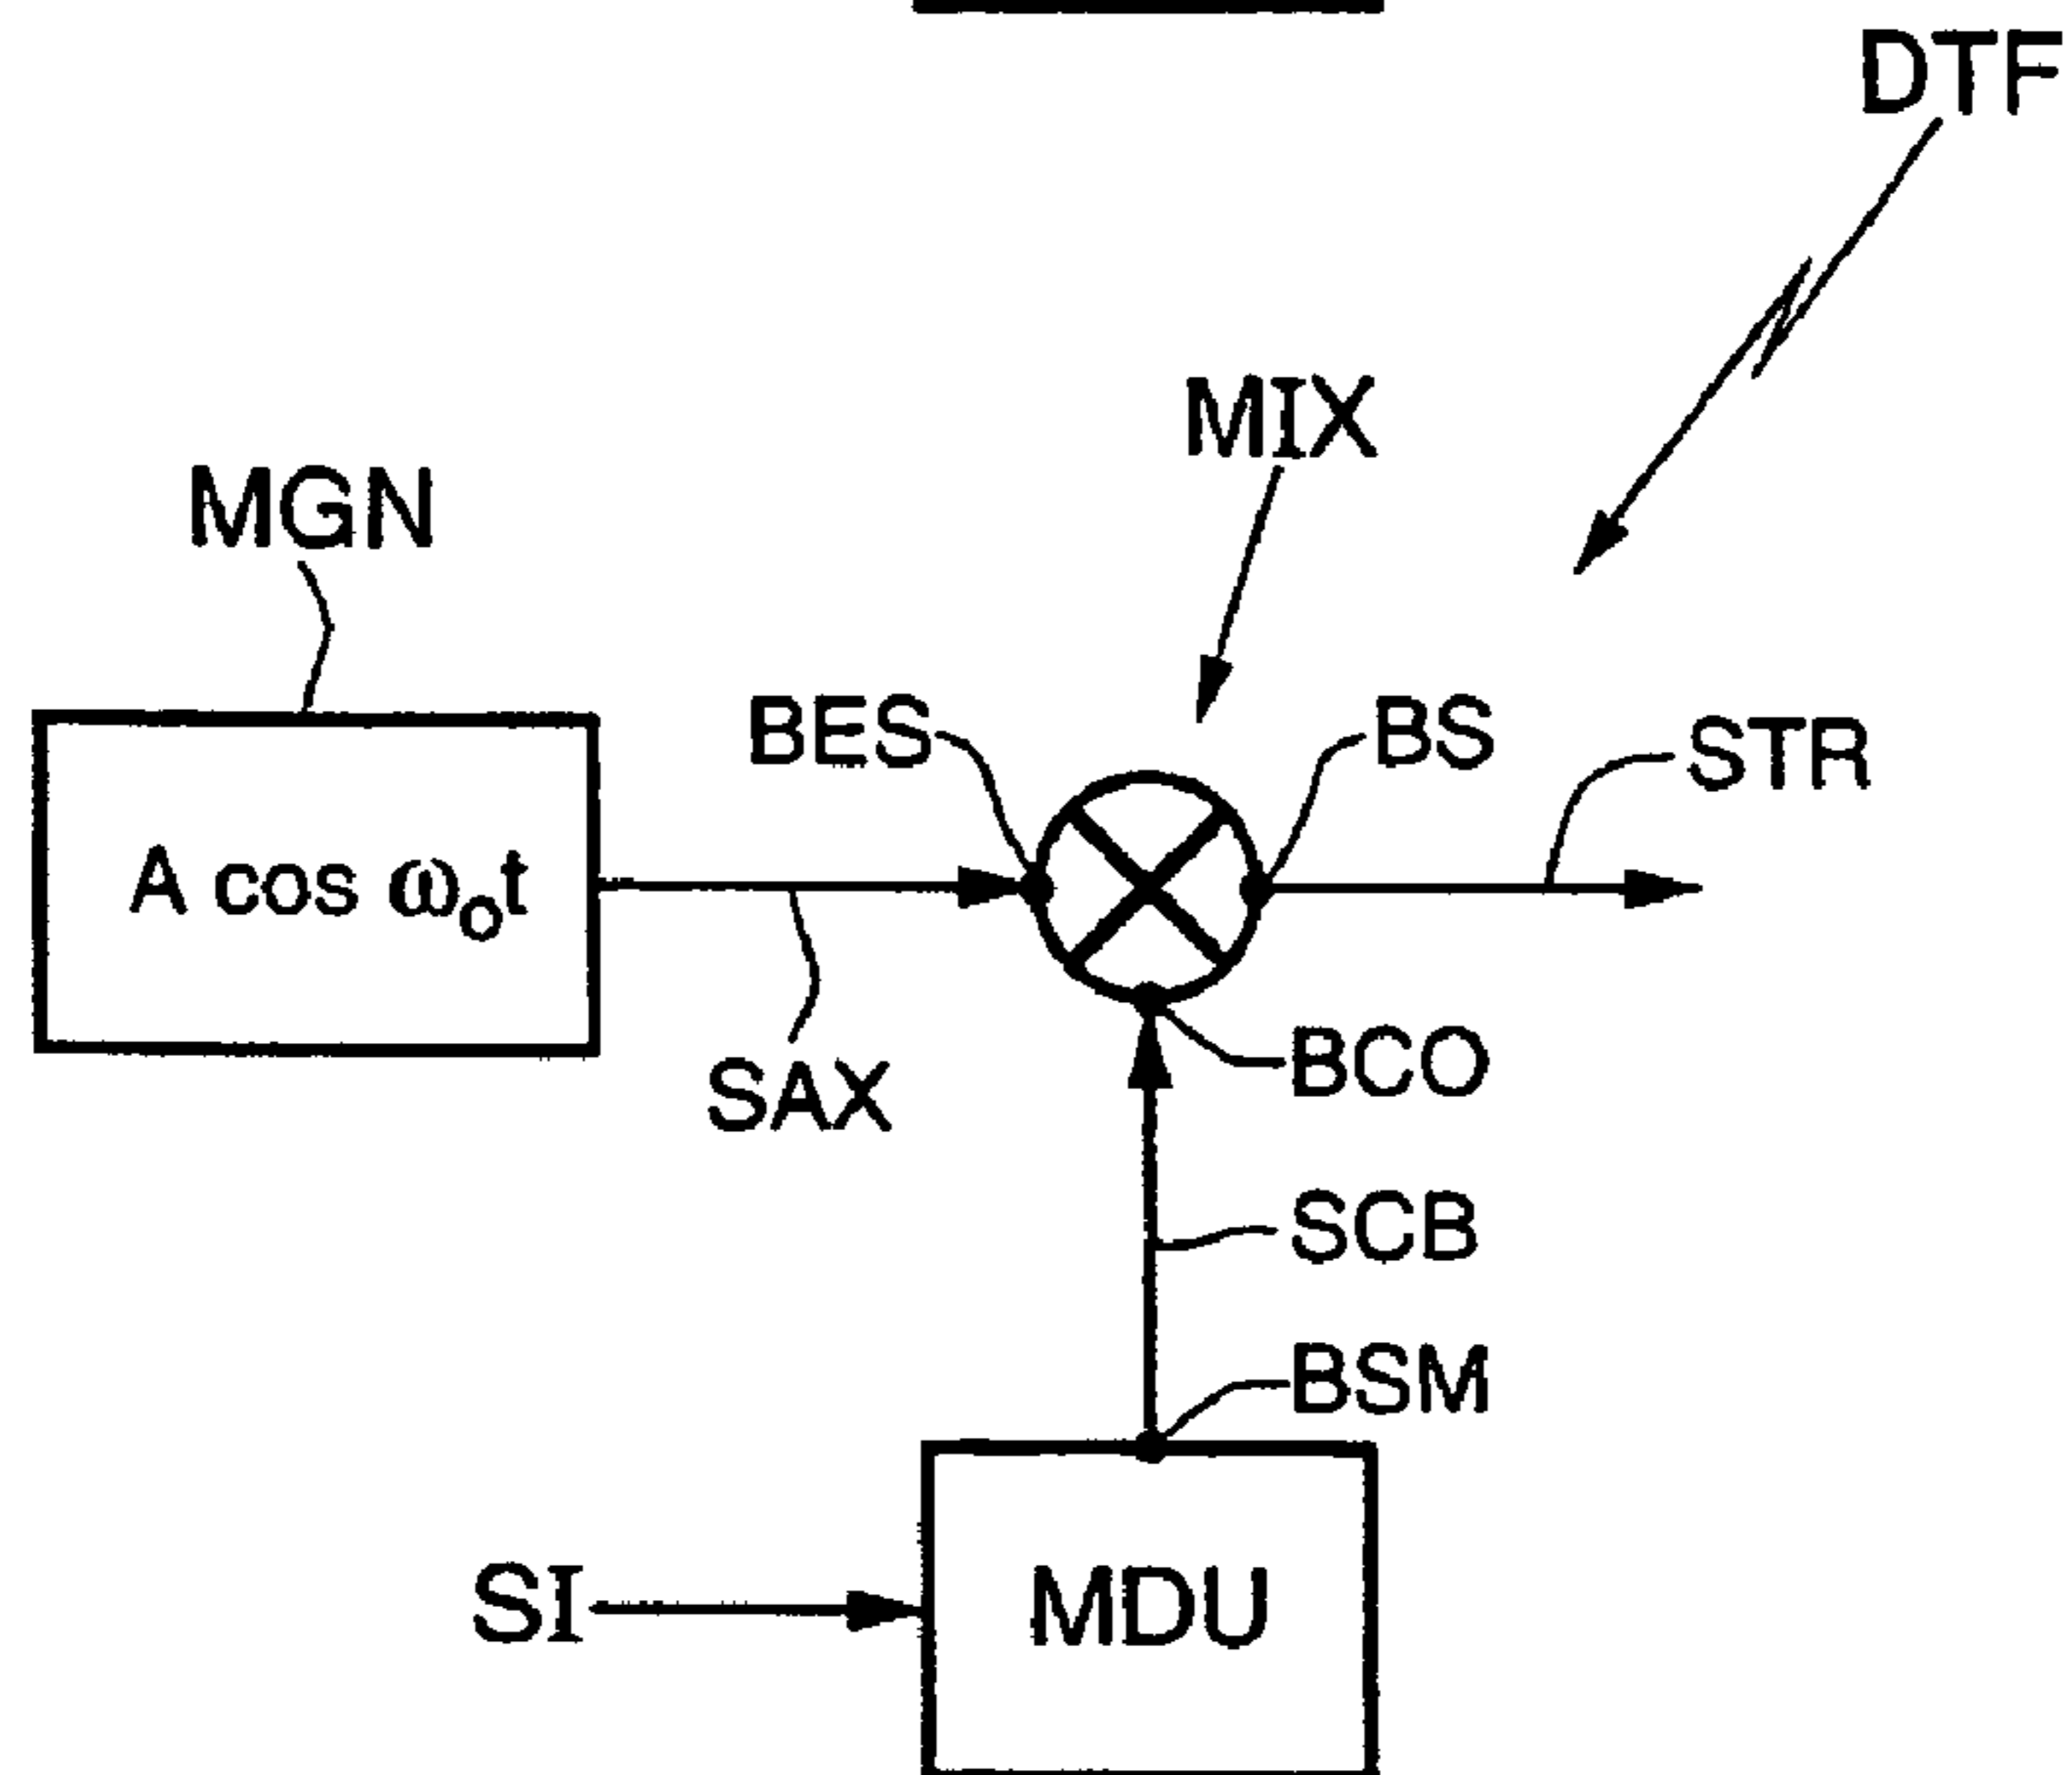 DTF
MIX
MGN
BES
BS
STR
A cos ω₀t
SAX
BCO
SCB
BSM
SI
MDU